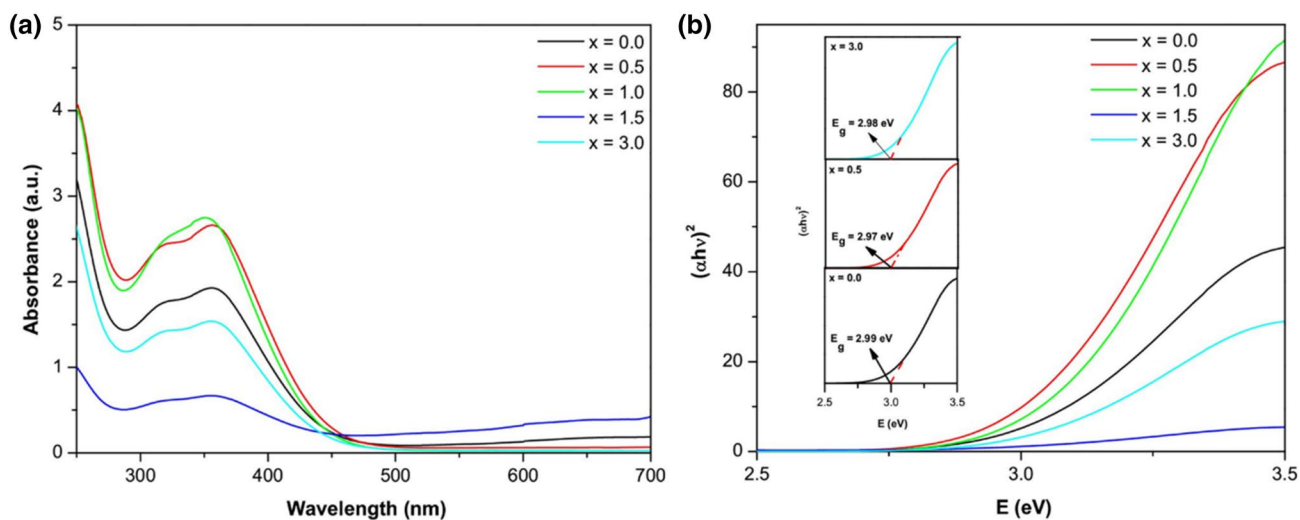 (a)
5
4
3
2
1
0
Absorbance (a.u.)
300
400
500
600
700
Wavelength (nm)
x = 0.0
x = 0.5
x = 1.0
x = 1.5
x = 3.0
(b)
80
60
40
20
0
(αhν)²
2.5
3.0
3.5
E (eV)
x = 0.0
x = 0.5
x = 1.0
x = 1.5
x = 3.0
x = 3.0
E_g = 2.98 eV
x = 0.5
E_g = 2.97 eV
x = 0.0
E_g = 2.99 eV
(αhν)²
2.5
3.0
3.5
E (eV)